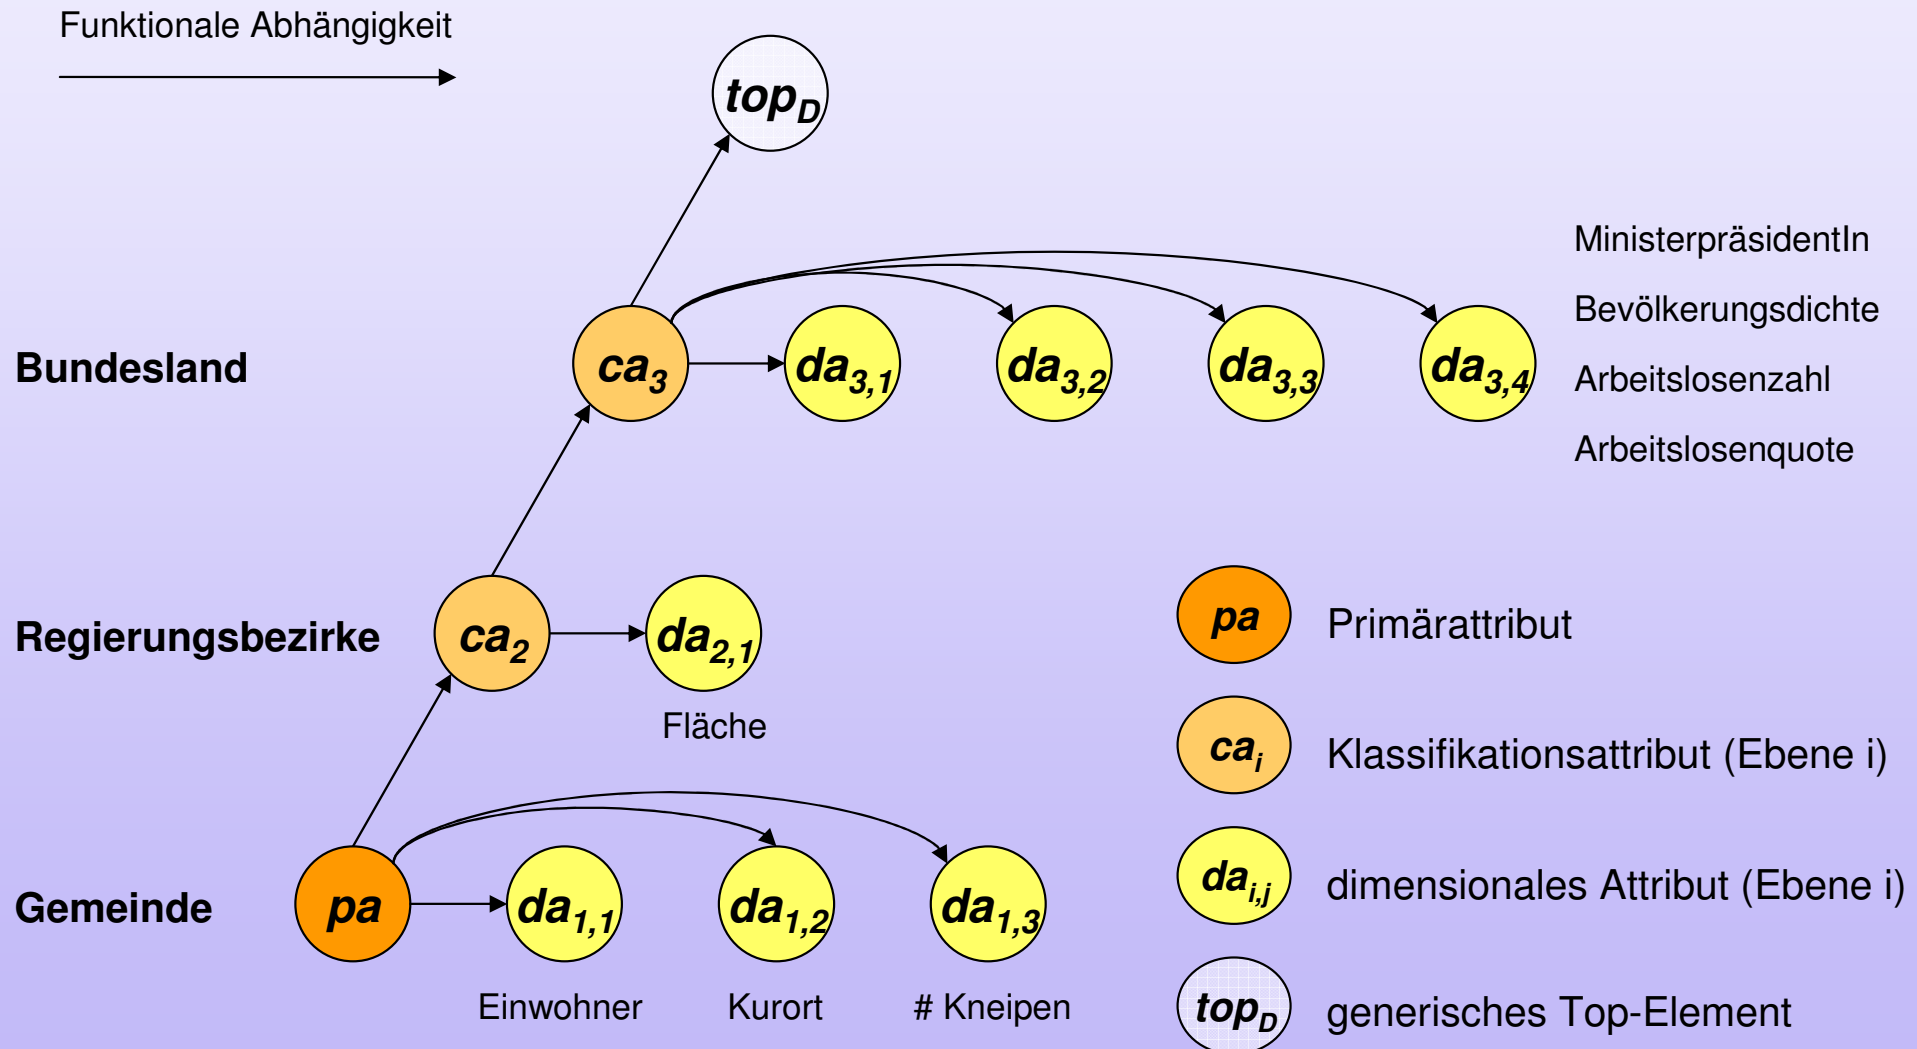 Funktionale Abhängigkeit
top_D
MinisterpräsidentIn
Bevölkerungsdichte
Arbeitslosenzahl
Arbeitslosenquote
Bundesland
ca_3
da_3,1
da_3,2
da_3,3
da_3,4
Regierungsbezirke
ca_2
da_2,1
Fläche
Gemeinde
pa
da_1,1
da_1,2
da_1,3
Einwohner
Kurort
# Kneipen
pa Primärattribut
ca_i Klassifikationsattribut (Ebene i)
da_i,j dimensionales Attribut (Ebene i)
top_D generisches Top-Element